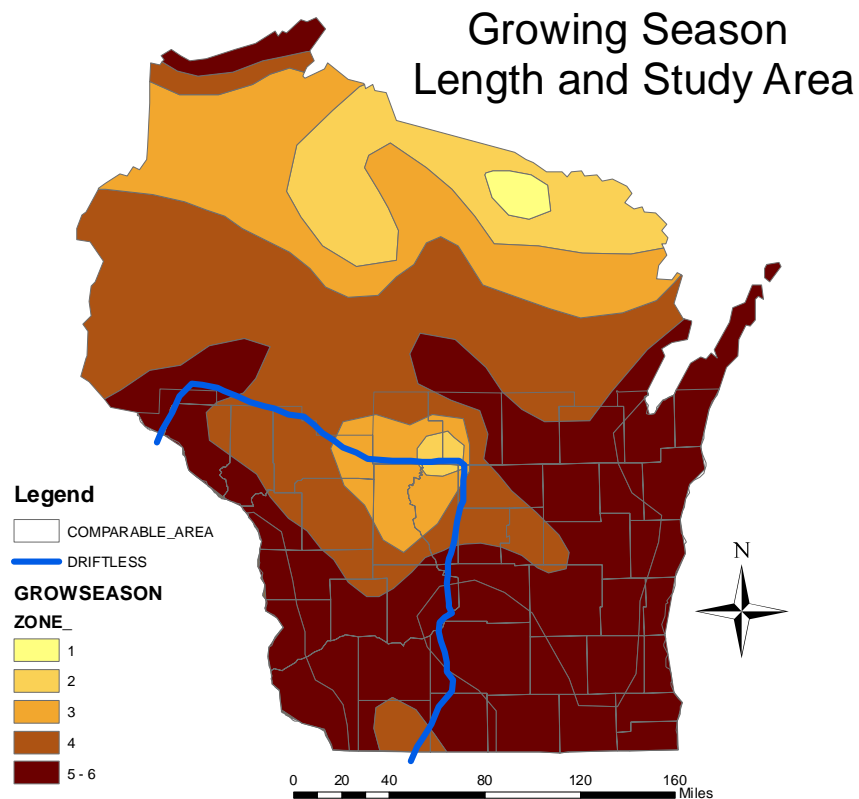 Growing Season
Length and Study Area
Legend
COMPARABLE_AREA
DRIFTLESS
GROWSEASON
ZONE_
1
2
3
4
5 - 6
N
0 20 40 80 120 160
Miles